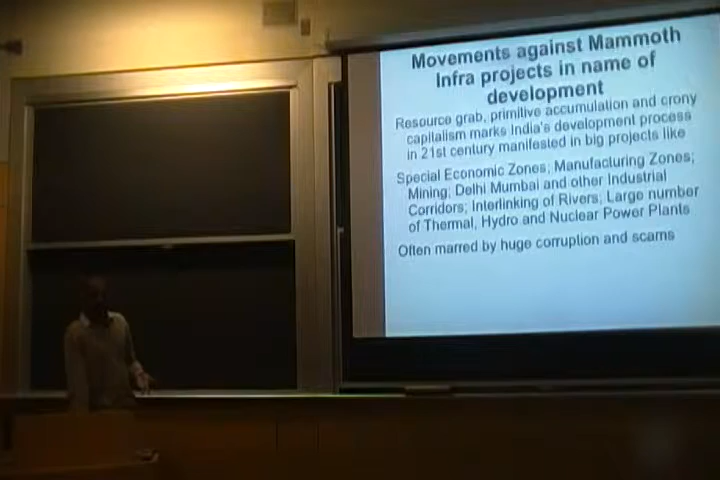 Movements against Mammoth
Infra projects in name of
development
Resource grab, primitive accumulation and crony
capitalism marks India's development process
in 21st century manifested in big projects like
Special Economic Zones; Manufacturing Zones;
Mining; Delhi Mumbai and other Industrial
Corridors; Interlinking of Rivers; Large number
of Thermal, Hydro and Nuclear Power Plants
Often marred by huge corruption and scams